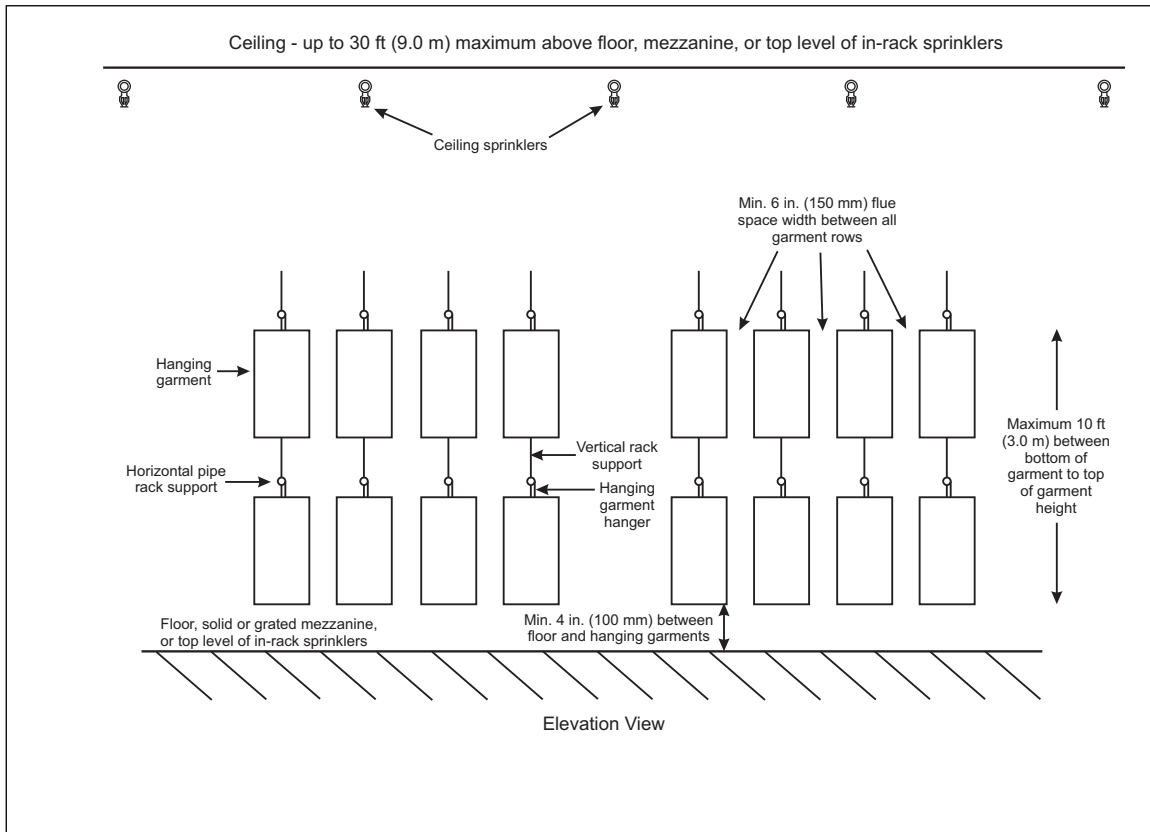 Ceiling - up to 30 ft (9.0 m) maximum above floor, mezzanine, or top level of in-rack sprinklers
Ceiling sprinklers
Min. 6 in. (150 mm) flue
space width between all
garment rows
Hanging
garment
Horizontal pipe
rack support
Vertical rack
support
Hanging
garment
hanger
Maximum 10 ft
(3.0 m) between
bottom of
garment to top
of garment
height
Floor, solid or grated mezzanine,
or top level of in-rack sprinklers
Min. 4 in. (100 mm) between
floor and hanging garments
Elevation View